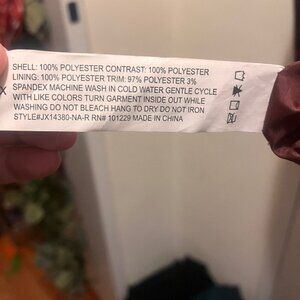 SHELL: 100% POLYESTER CONTRAST: 100% POLYESTER
LINING: 100% POLYESTER TRIM: 97% POLYESTER 3%
SPANDEX MACHINE WASH IN COLD WATER GENTLE CYCLE
WITH LIKE COLORS TURN GARMENT INSIDE OUT WHILE
WASHING DO NOT BLEACH HANG TO DRY DO NOT IRON
STYLE#JX14380-NA-R RN# 101229 MADE IN CHINA